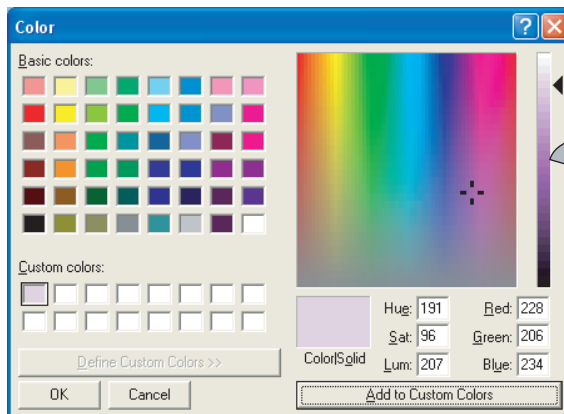 Color
?
Basic colors:
Custom colors:
Define Custom Colors >>
OK
Cancel
Color|Solid
Hue: 191
Sat: 96
Lum: 207
Red: 228
Green: 206
Blue: 234
Add to Custom Colors